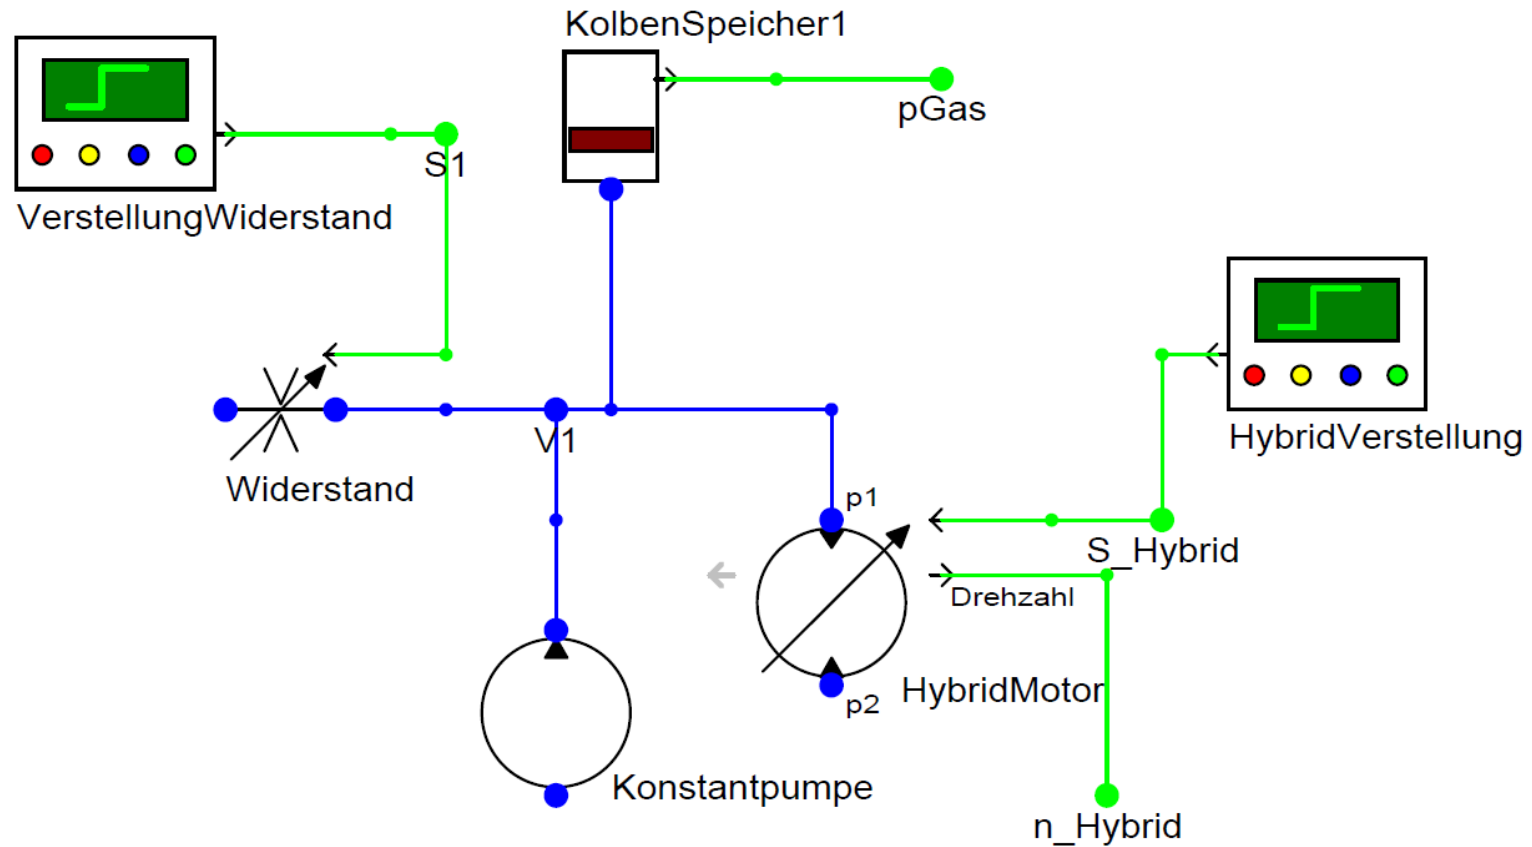 KolbenSpeicher1
pGas
S1
VerstellungWiderstand
HybridVerstellung
V1
Widerstand
p1
S_Hybrid
Drehzahl
HybridMotor
p2
Konstantpumpe
n_Hybrid